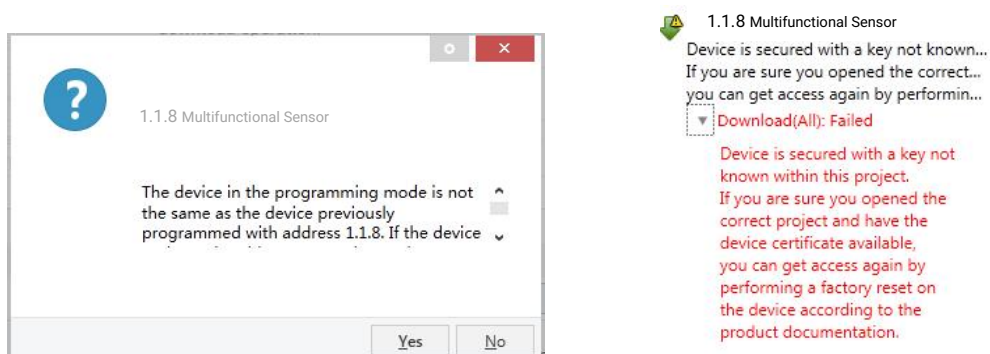 1.1.8 Multifunctional Sensor
The device in the programming mode is not
the same as the device previously
programmed with address 1.1.8. If the device
Yes
No
1.1.8 Multifunctional Sensor
Device is secured with a key not known...
If you are sure you opened the correct...
you can get access again by performin...
Download(All): Failed
Device is secured with a key not
known within this project.
If you are sure you opened the
correct project and have the
device certificate available,
you can get access again by
performing a factory reset on
the device according to the
product documentation.